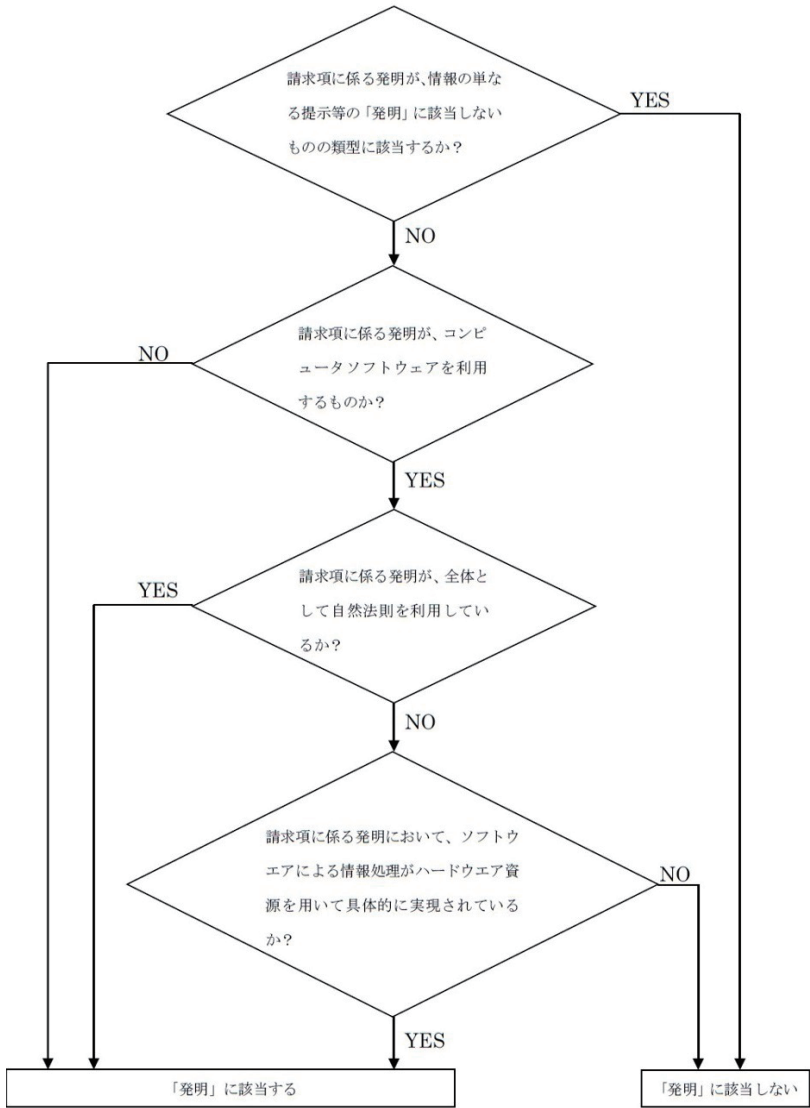 請求項に係る発明が、情報の単な
る提示等の「発明」に該当しない
ものの類型に該当するか?
YES
NO
請求項に係る発明が、コンピ
ュータソフトウェアを利用
するものか?
NO
YES
請求項に係る発明が、全体と
して自然法則を利用してい
るか?
YES
NO
請求項に係る発明において、ソフトウ
エアによる情報処理がハードウエア資
源を用いて具体的に実現されている
か?
NO
YES
「発明」に該当する
「発明」に該当しない